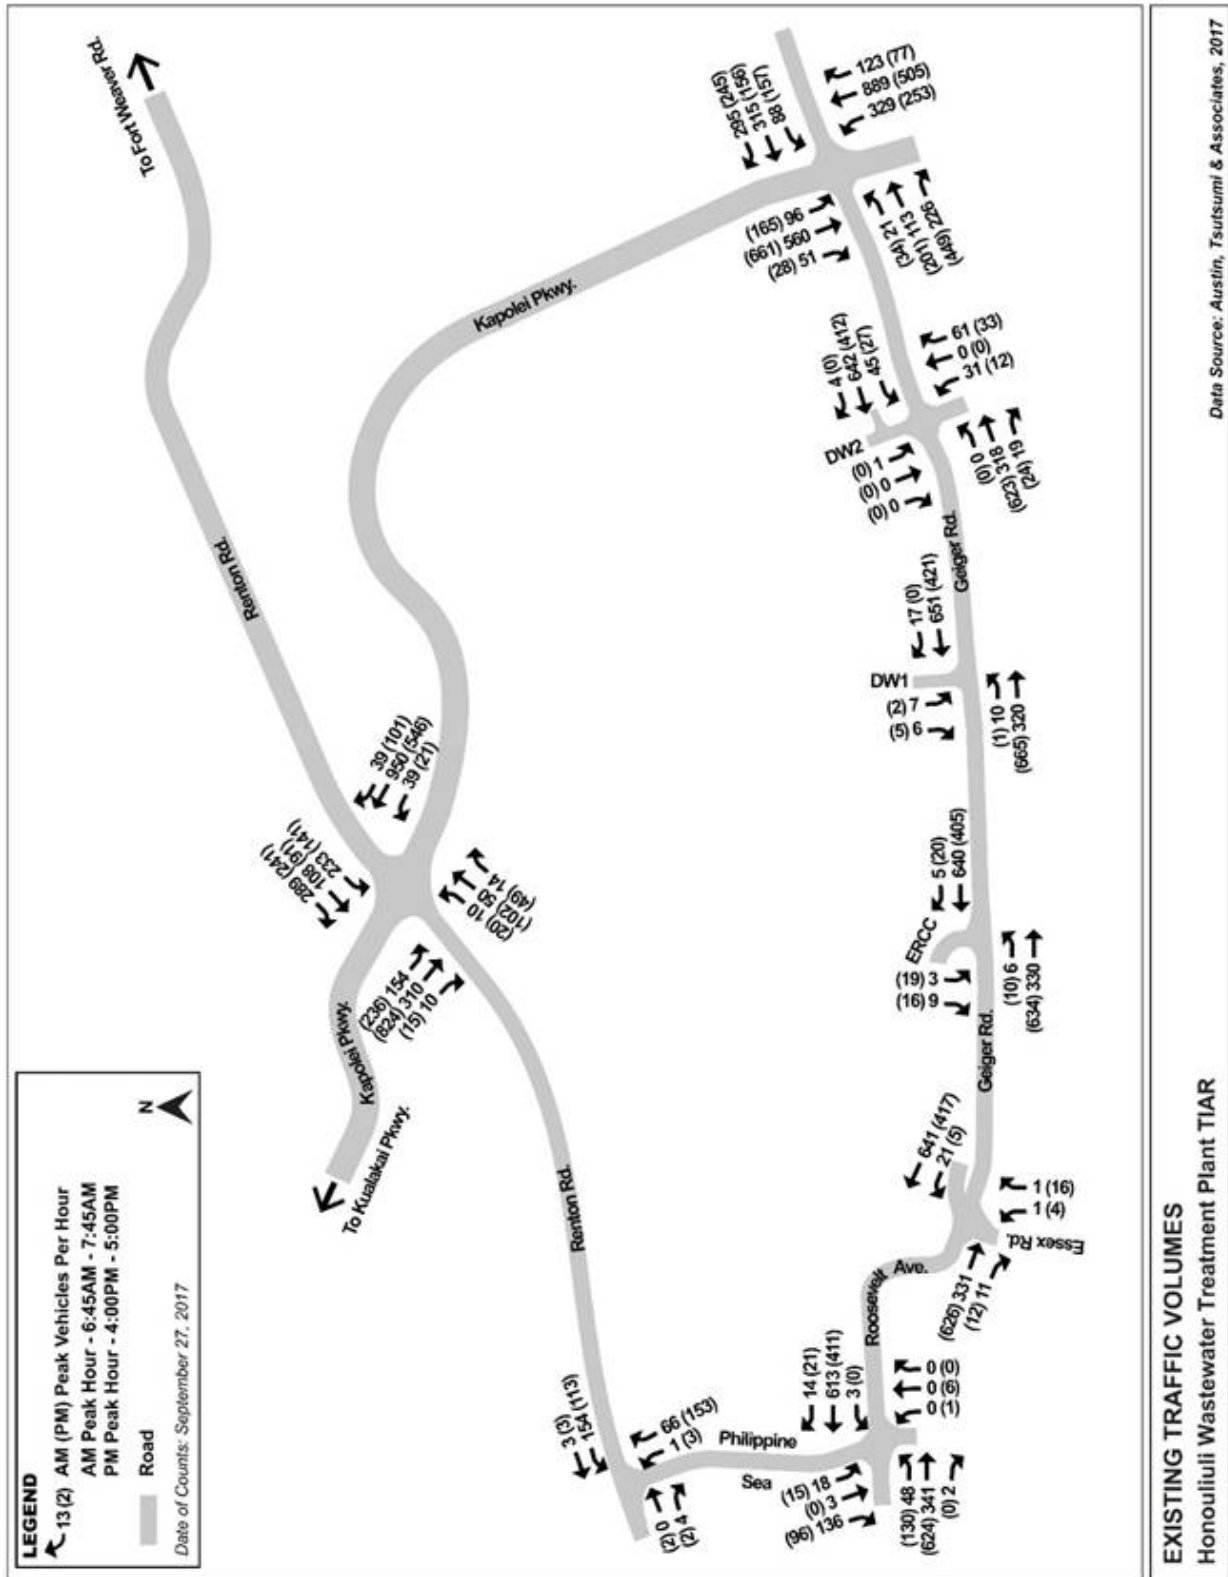 LEGEND
13 (2) AM (PM) Peak Vehicles Per Hour
AM Peak Hour - 6:45AM - 7:45AM
PM Peak Hour - 4:00PM - 5:00PM
Road
N
Date of Counts: September 27, 2017
To Fort Weaver Rd.
Renton Rd.
Kapolei Pkwy.
Kapolei Pkwy.
To Kualakai Pkwy.
289 (241)
108 (91)
233 (141)
39 (101)
950 (546)
39 (21)
(236) 154
(824) 310
(15) 10
(20) 10
(102) 50
(49) 14
Renton Rd.
3 (3)
154 (113)
(2) 0
(2) 4
66 (153)
1 (3)
Philippine
Sea
14 (21)
613 (411)
3 (0)
(15) 18
(0) 3
(96) 136
(130) 48
(624) 341
(0) 2
0 (0)
0 (6)
0 (1)
Roosevelt Ave.
641 (417)
21 (5)
(626) 331
(12) 11
1 (16)
1 (4)
Essex Rd.
Geiger Rd.
ERCC
5 (20)
640 (405)
(19) 3
(16) 9
(10) 6
(634) 330
DW1
17 (0)
651 (421)
(2) 7
(5) 6
(1) 10
(665) 320
Geiger Rd.
DW2
4 (0)
642 (412)
45 (27)
(0) 1
(0) 0
(0) 0
(0) 0
(623) 318
(24) 19
61 (33)
0 (0)
31 (12)
295 (245)
315 (156)
88 (157)
(165) 96
(661) 560
(28) 51
(34) 21
(201) 113
(449) 226
123 (77)
889 (505)
329 (253)
EXISTING TRAFFIC VOLUMES
Honouliuli Wastewater Treatment Plant TIAR
Data Source: Austin, Tsutsumi & Associates, 2017